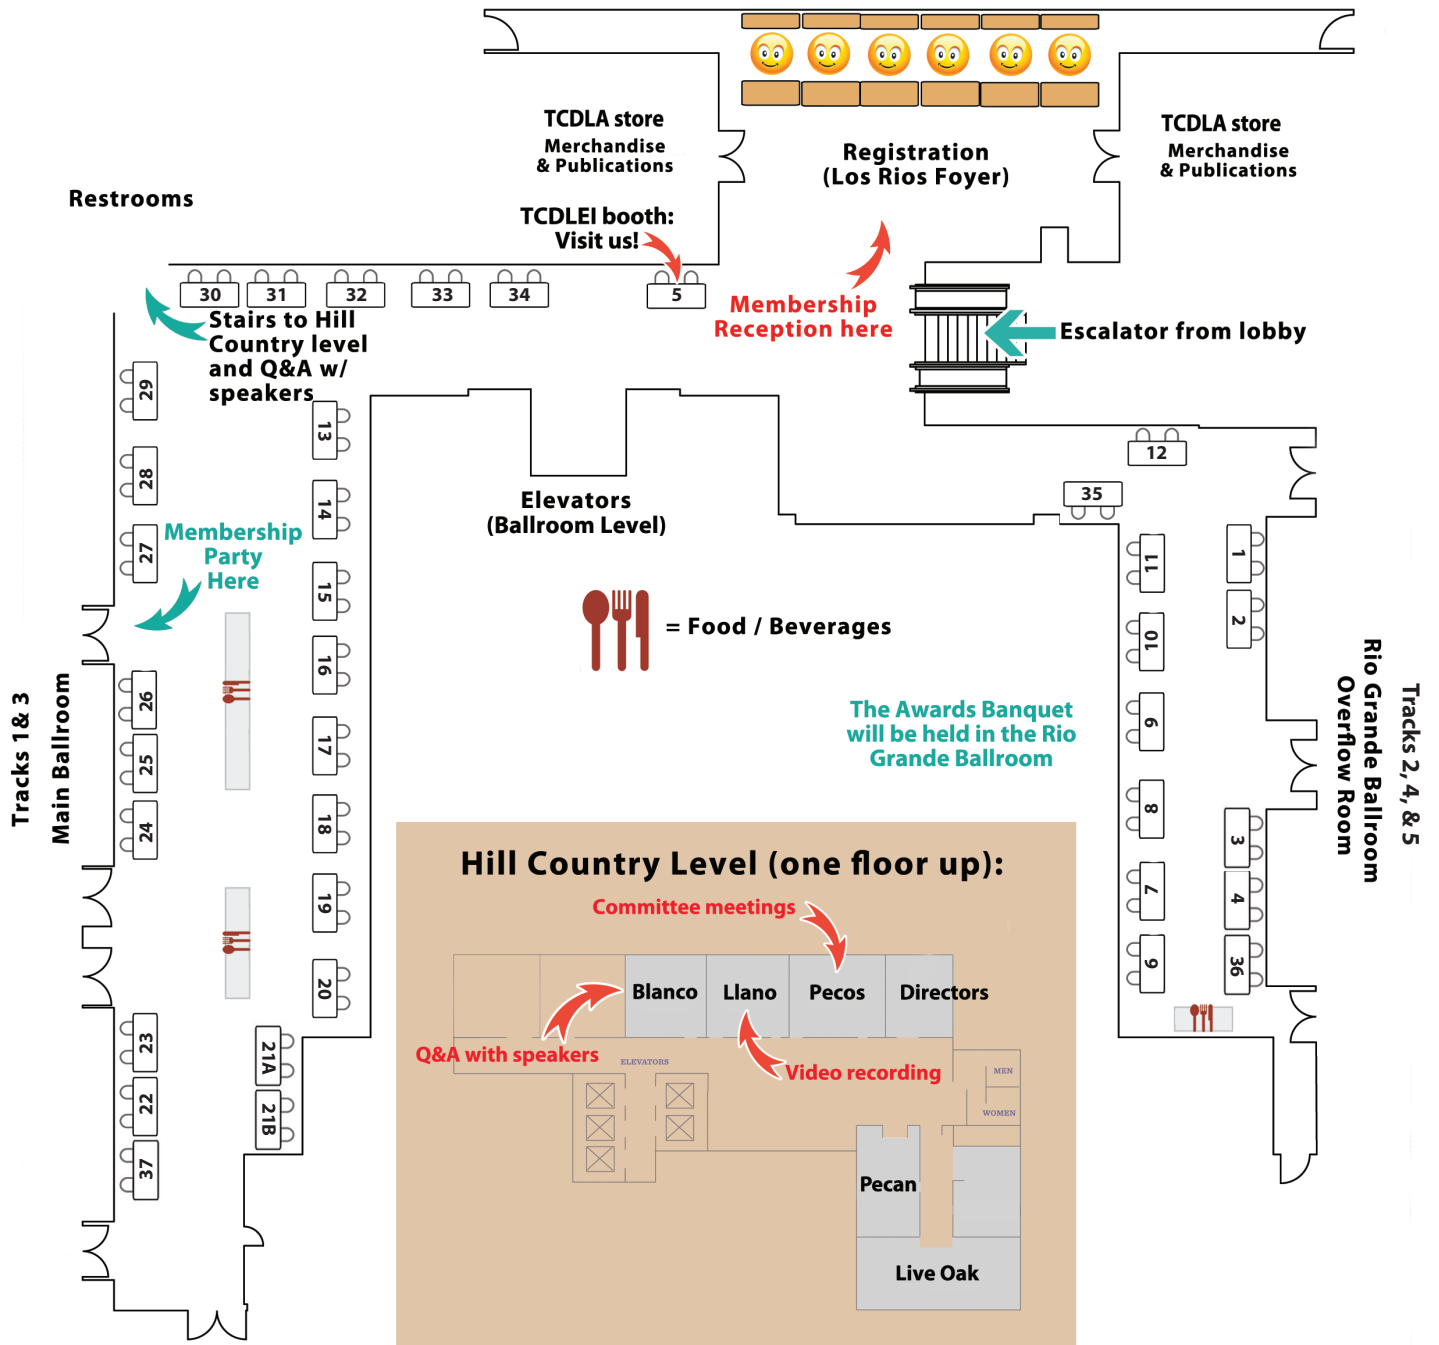 TCDLA store
Merchandise
& Publications
Registration
(Los Rios Foyer)
TCDLA store
Merchandise
& Publications
Restrooms
TCDLEI booth:
Visit us!
30
31
32
33
34
5
Membership
Reception here
Escalator from lobby
Stairs to Hill
Country level
and Q&A w/
speakers
29
28
27
13
14
15
16
17
18
19
20
Membership
Party
Here
26
25
24
23
22
37
21A
21B
Tracks 1& 3
Main Ballroom
Elevators
(Ballroom Level)
= Food / Beverages
The Awards Banquet
will be held in the Rio
Grande Ballroom
12
35
11
10
9
8
7
6
1
2
3
4
36
Rio Grande Ballroom
Overflow Room
Tracks 2, 4, & 5
Hill Country Level (one floor up):
Committee meetings
Blanco
Llano
Pecos
Directors
Q&A with speakers
Video recording
ELEVATORS
MEN
WOMEN
Pecan
Live Oak